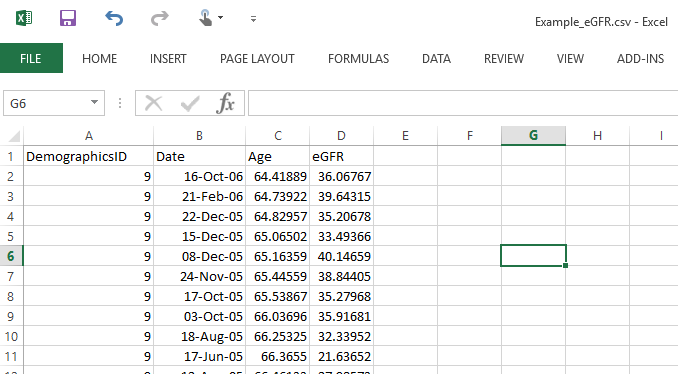 Example_eGFR.csv - Excel
FILE HOME INSERT PAGE LAYOUT FORMULAS DATA REVIEW VIEW ADD-INS
G6 fx
A B C D E F G H I
1 DemographicsID Date Age eGFR
2 9 16-Oct-06 64.41889 36.06767
3 9 21-Feb-06 64.73922 39.64315
4 9 22-Dec-05 64.82957 35.20678
5 9 15-Dec-05 65.06502 33.49366
6 9 08-Dec-05 65.16359 40.14659
7 9 24-Nov-05 65.44559 38.84405
8 9 17-Oct-05 65.53867 35.27968
9 9 03-Oct-05 66.03696 35.91681
10 9 18-Aug-05 66.25325 32.33952
11 9 17-Jun-05 66.3655 21.63652